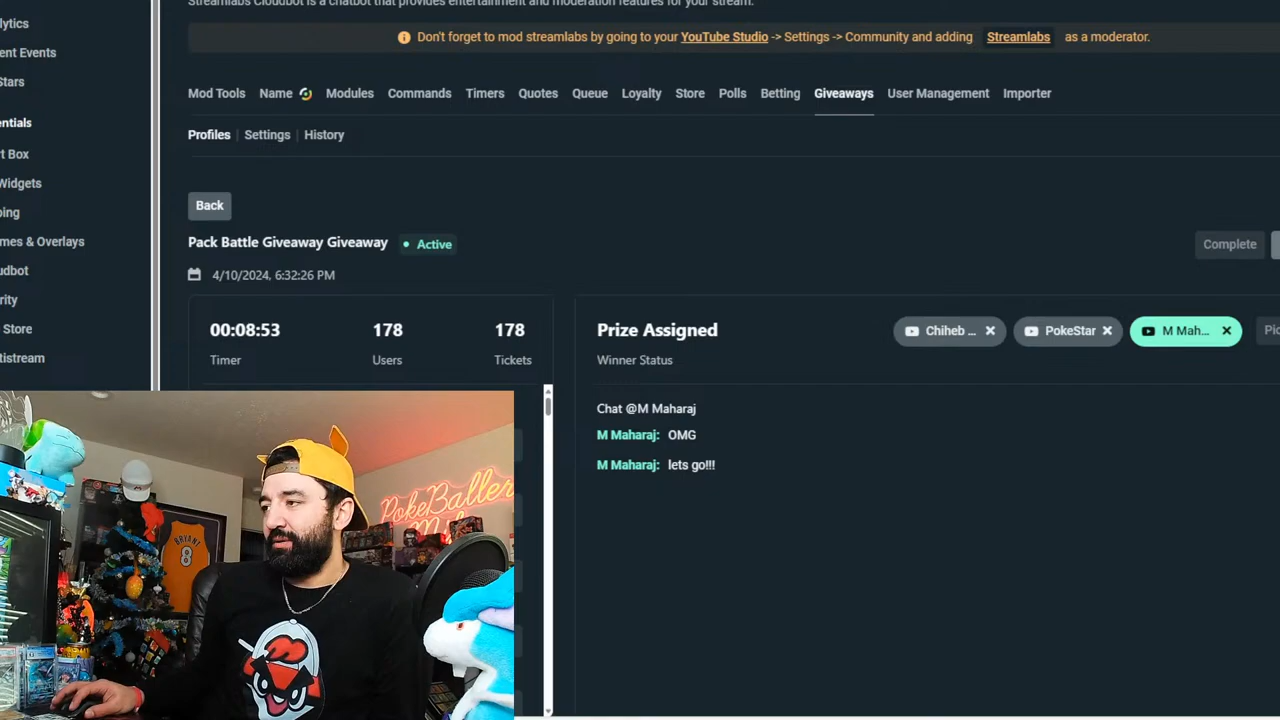 Streamlabs Cloudbot is a chatbot that provides entertainment and moderation features for your stream.
Don't forget to mod streamlabs by going to your YouTube Studio -> Settings -> Community and adding Streamlabs as a moderator.
lytics
ent Events
Stars
entials
rt Box
Widgets
ping
mes & Overlays
udbot
rity
Store
tistream
Mod Tools Name Modules Commands Timers Quotes Queue Loyalty Store Polls Betting Giveaways User Management Importer
Profiles Settings History
Back
Pack Battle Giveaway Giveaway • Active
Complete
4/10/2024, 6:32:26 PM
00:08:53 178 178
Timer Users Tickets
Prize Assigned
Winner Status
Chiheb ... × PokeStar × M Mah... ×
Chat @M Maharaj
M Maharaj: OMG
M Maharaj: lets go!!!
PokeBaller
BRYANT
8